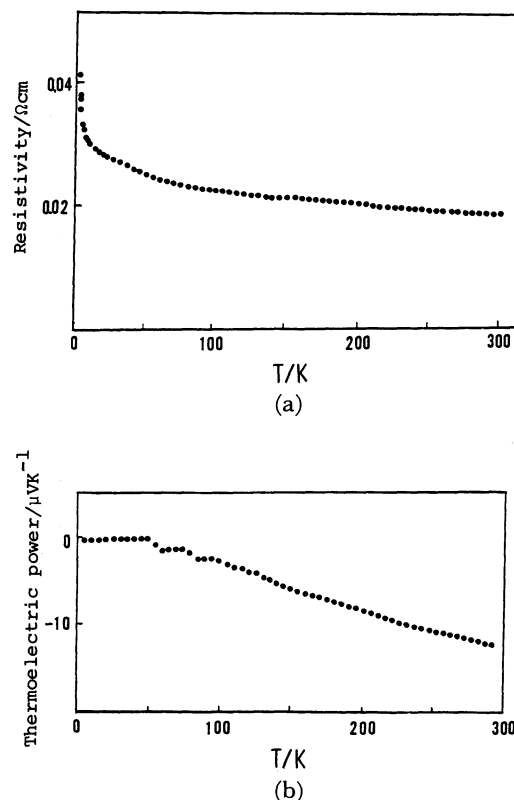 Resistivity/Ωcm
0.04
0.02
0
100
200
300
T/K
(a)
Thermoelectric power/μVK⁻¹
0
-10
0
100
200
300
T/K
(b)